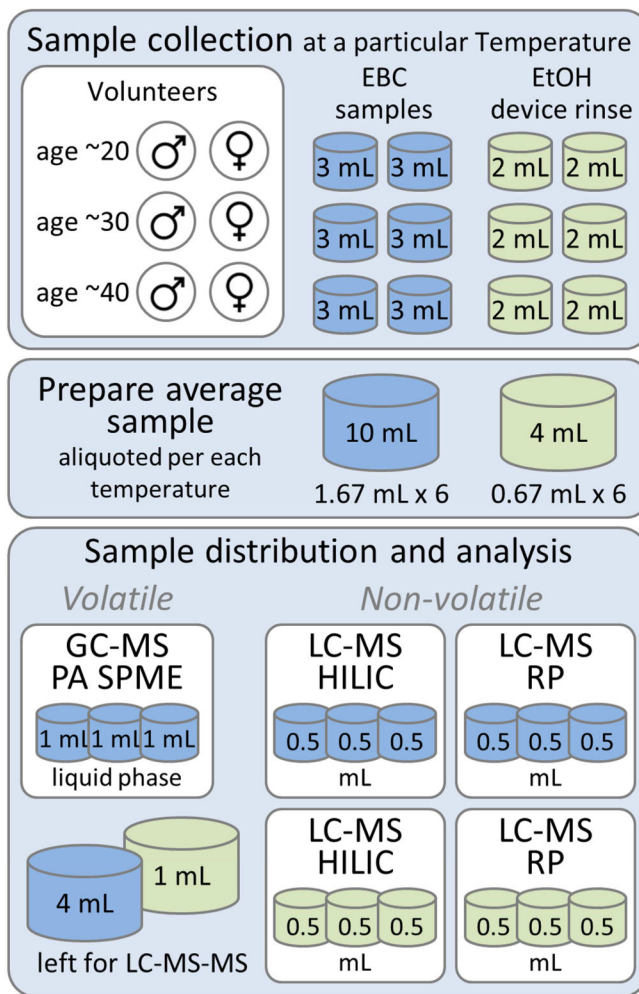 Sample collection at a particular Temperature
Volunteers
age ~20 ♂ ♀
age ~30 ♂ ♀
age ~40 ♂ ♀
EBC
samples
3 mL 3 mL
3 mL 3 mL
3 mL 3 mL
EtOH
device rinse
2 mL 2 mL
2 mL 2 mL
2 mL 2 mL
Prepare average
sample
aliquoted per each
temperature
10 mL
1.67 mL x 6
4 mL
0.67 mL x 6
Sample distribution and analysis
Volatile
GC-MS
PA SPME
1 mL 1 mL 1 mL
liquid phase
4 mL
1 mL
left for LC-MS-MS
Non-volatile
LC-MS
HILIC
0.5 0.5 0.5
mL
LC-MS
RP
0.5 0.5 0.5
mL
LC-MS
HILIC
0.5 0.5 0.5
mL
LC-MS
RP
0.5 0.5 0.5
mL